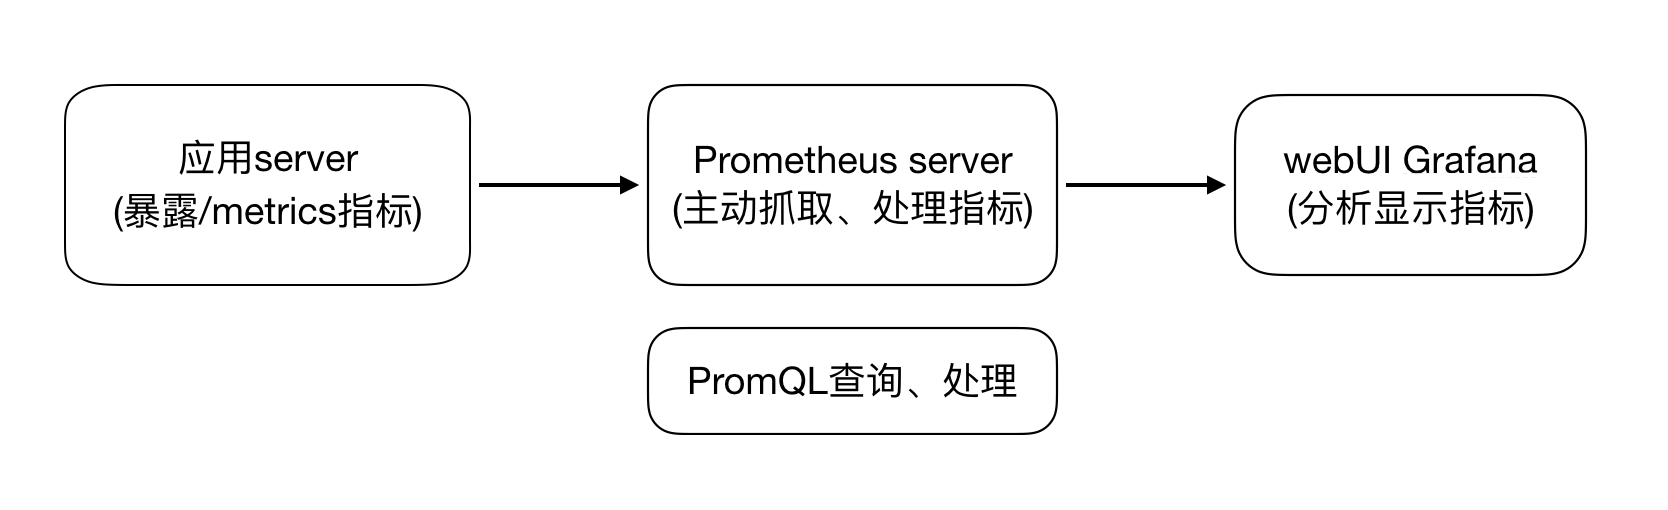 应用server
(暴露/metrics指标)
Prometheus server
(主动抓取、处理指标)
webUI Grafana
(分析显示指标)
PromQL查询、处理